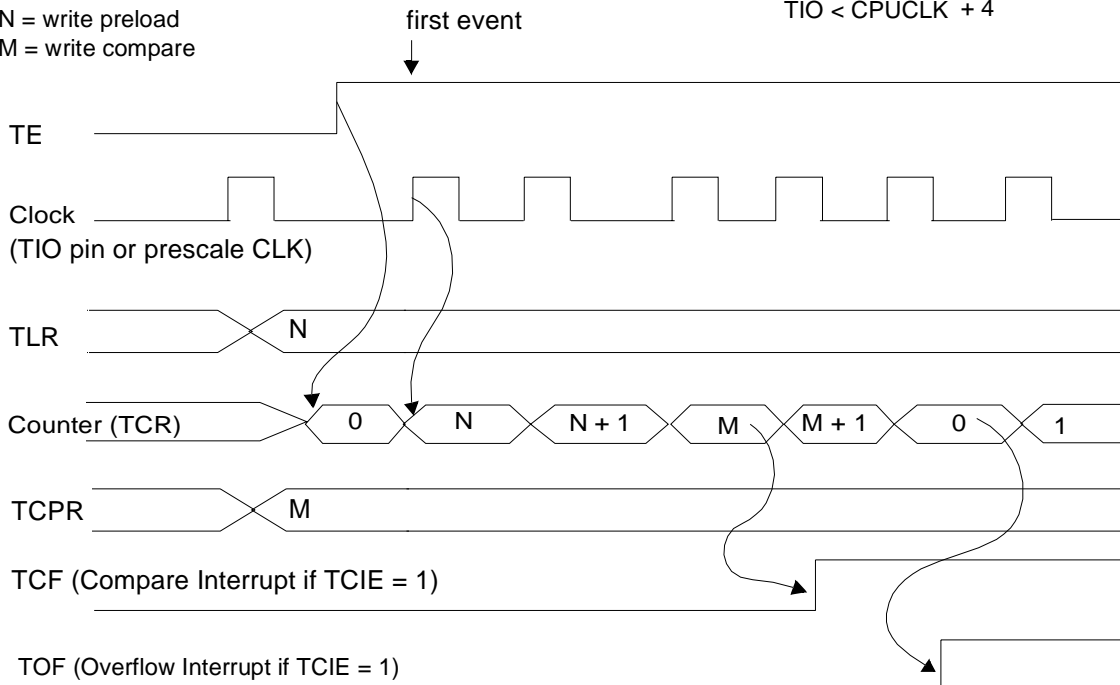 N = write preload
M = write compare
first event
TIO < CPUCLK + 4
TE
Clock
(TIO pin or prescale CLK)
TLR
N
Counter (TCR)
0
N
N + 1
M
M + 1
0
1
TCPR
M
TCF (Compare Interrupt if TCIE = 1)
TOF (Overflow Interrupt if TCIE = 1)